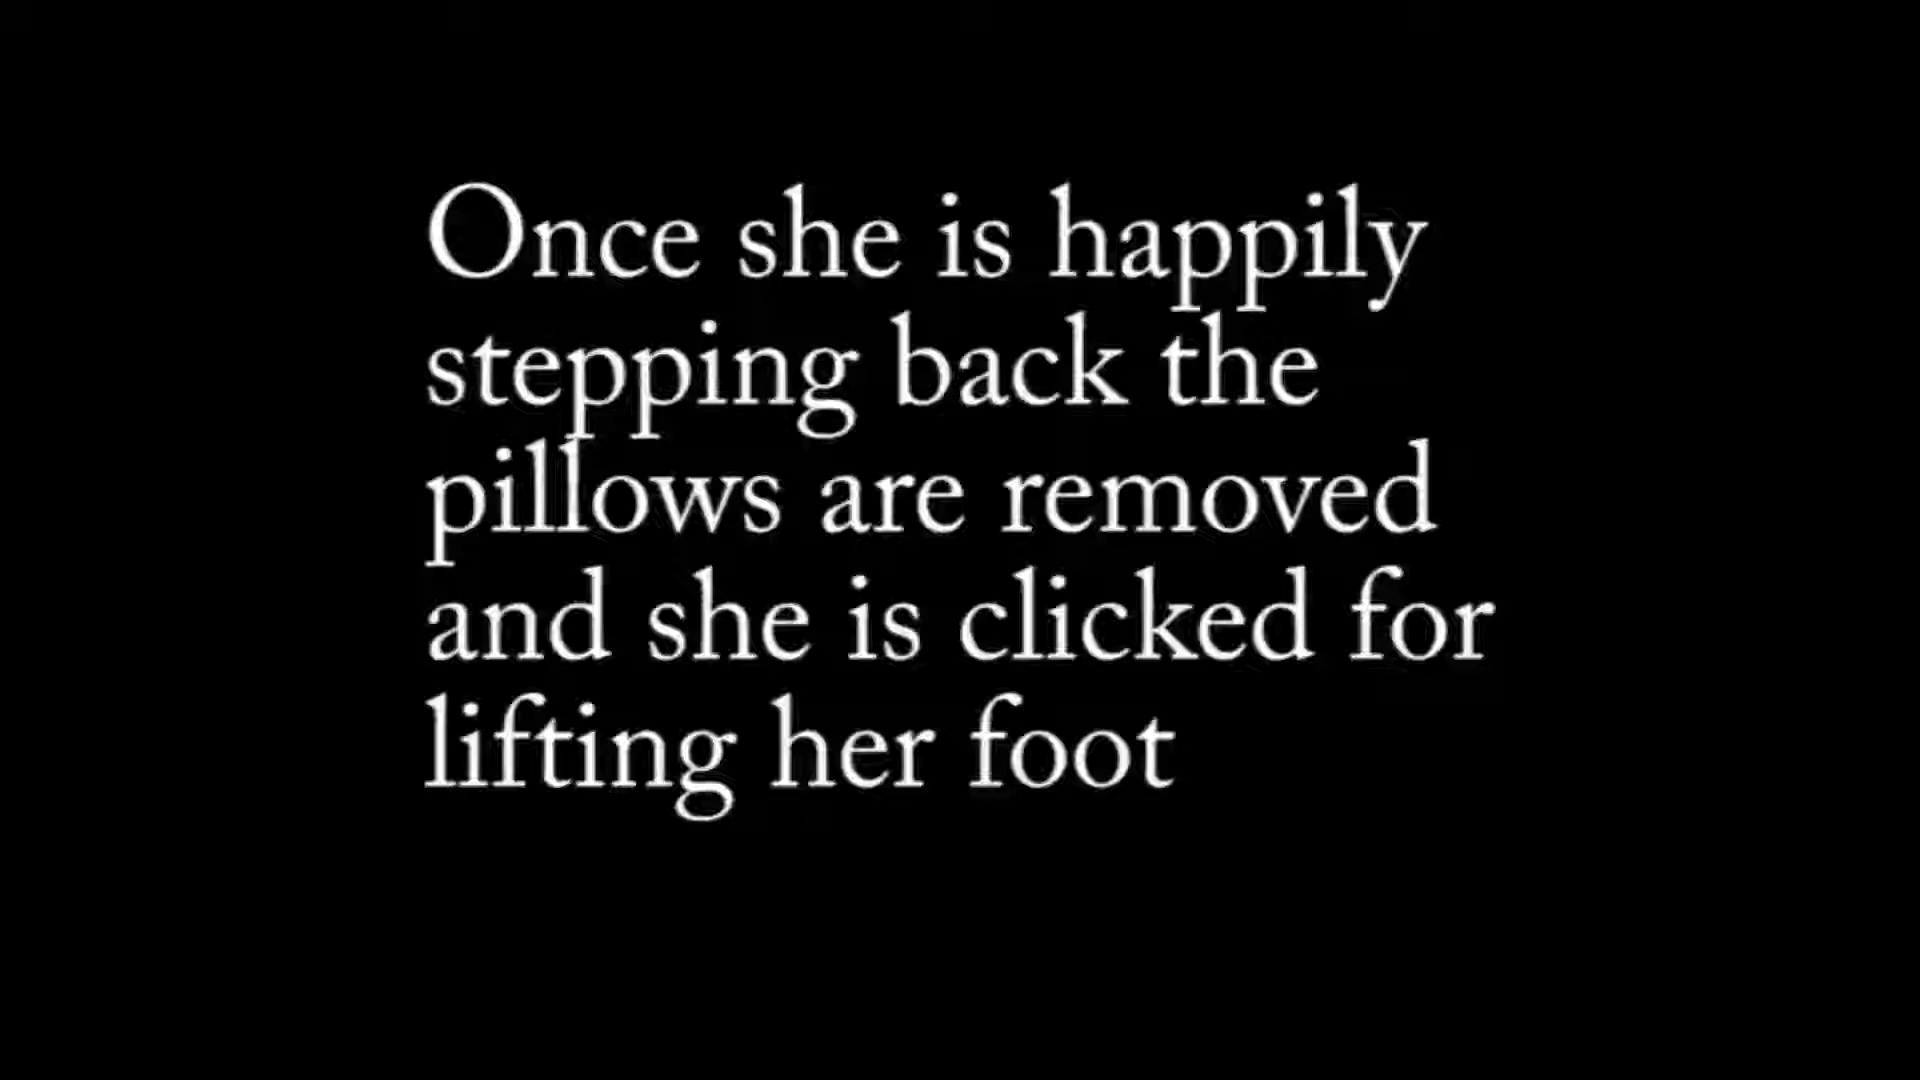 Once she is happily
stepping back the
pillows are removed
and she is clicked for
lifting her foot